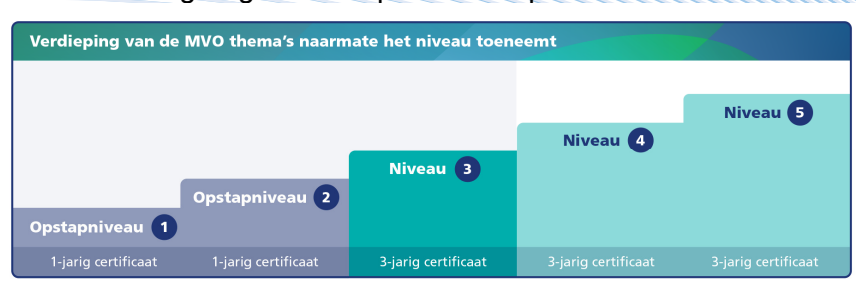 Verdieping van de MVO thema's naarmate het niveau toeneemt
Opstapniveau 1
Opstapniveau 2
Niveau 3
Niveau 4
Niveau 5
1-jarig certificaat
1-jarig certificaat
3-jarig certificaat
3-jarig certificaat
3-jarig certificaat